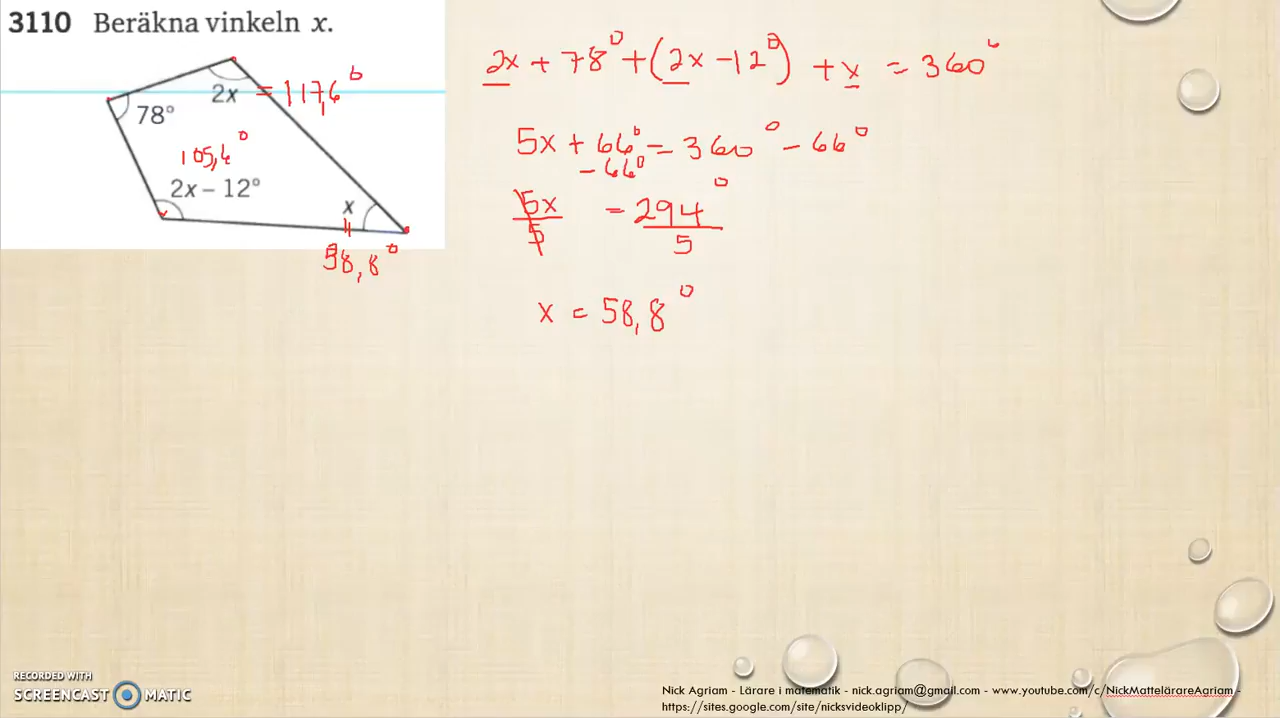 3110 Beräkna vinkeln x.
2x = 117,6°
78°
105,6°
2x – 12°
x
58,8°
2x + 78° + (2x - 12°) + x = 360°
5x + 66° = 360° - 66°
- 66°
5x = 294°
5 5
x = 58,8°
RECORDED WITH
SCREENCAST MATIC
Nick Agriam - Lärare i matematik - nick.agriam@gmail.com - www.youtube.com/c/NickMattelärareAgriam -
https://sites.google.com/site/nicksvideoklipp/